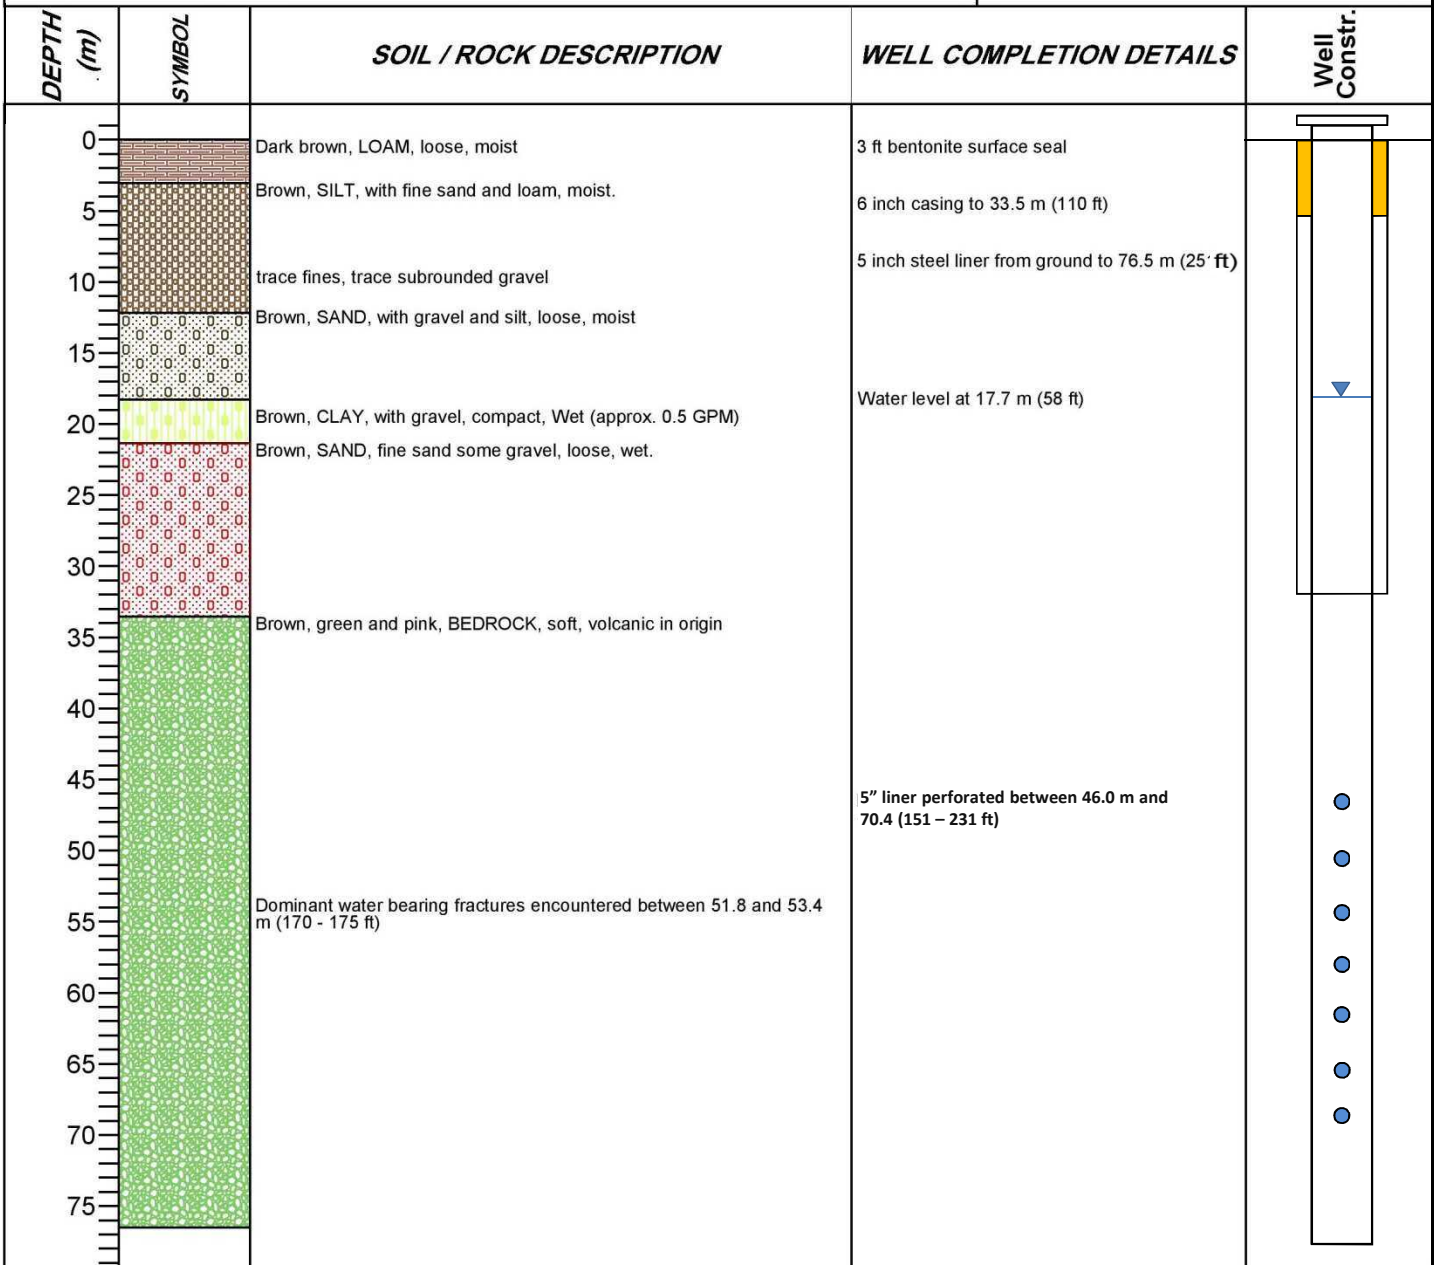 DEPTH (m)
SYMBOL
SOIL / ROCK DESCRIPTION
WELL COMPLETION DETAILS
Well Constr.
0
Dark brown, LOAM, loose, moist
3 ft bentonite surface seal
Brown, SILT, with fine sand and loam, moist.
5
6 inch casing to 33.5 m (110 ft)
5 inch steel liner from ground to 76.5 m ( ft)
10
trace fines, trace subrounded gravel
Brown, SAND, with gravel and silt, loose, moist
15
Water level at 17.7 m (58 ft)
20
Brown, CLAY, with gravel, compact, Wet (approx. 0.5 GPM)
Brown, SAND, fine sand some gravel, loose, wet.
25
30
Brown, green and pink, BEDROCK, soft, volcanic in origin
35
40
45
5” liner perforated between 46.0 m and
70.4 (151 – 231 ft)
50
Dominant water bearing fractures encountered between 51.8 and 53.4
m (170 - 175 ft)
55
60
65
70
75